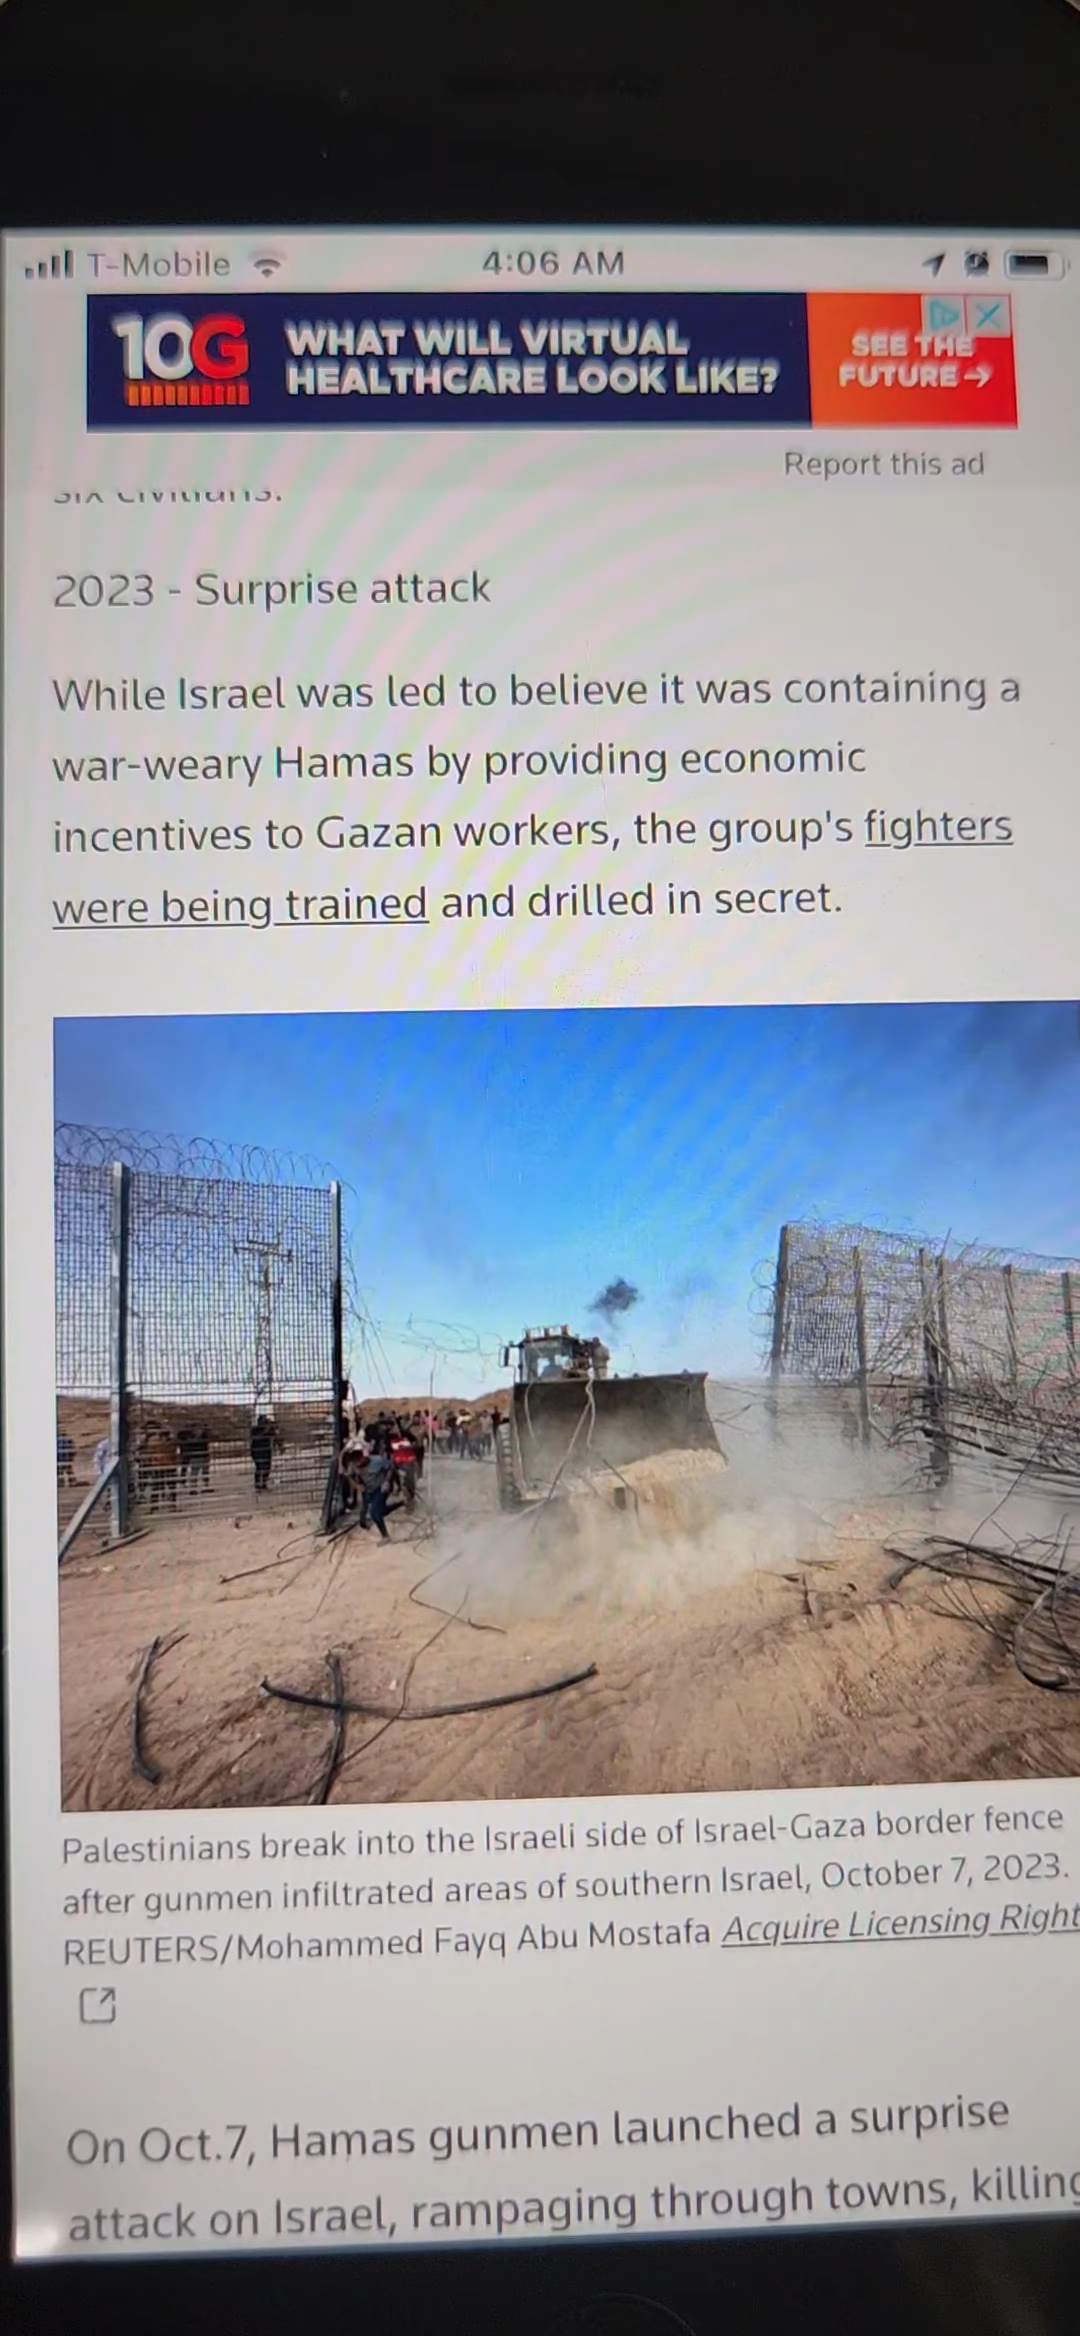 T-Mobile 4:06 AM
10G WHAT WILL VIRTUAL SEE THE
HEALTHCARE LOOK LIKE? FUTURE →
Report this ad
civilians.
2023 - Surprise attack
While Israel was led to believe it was containing a
war-weary Hamas by providing economic
incentives to Gazan workers, the group's fighters
were being trained and drilled in secret.
Palestinians break into the Israeli side of Israel-Gaza border fence
after gunmen infiltrated areas of southern Israel, October 7, 2023.
REUTERS/Mohammed Fayq Abu Mostafa Acquire Licensing Right
On Oct.7, Hamas gunmen launched a surprise
attack on Israel, rampaging through towns, killing